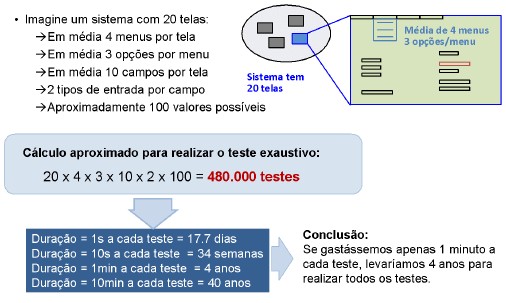 • Imagine um sistema com 20 telas:
→Em média 4 menus por tela
→Em média 3 opções por menu
→Em média 10 campos por tela
→2 tipos de entrada por campo
→Aproximadamente 100 valores possíveis
Sistema tem
20 telas
Média de 4 menus
3 opções/menu
Cálculo aproximado para realizar o teste exaustivo:
20 x 4 x 3 x 10 x 2 x 100 = 480.000 testes
Duração = 1s a cada teste = 17.7 dias
Duração = 10s a cada teste = 34 semanas
Duração = 1min a cada teste = 4 anos
Duração = 10min a cada teste = 40 anos
Conclusão:
Se gastássemos apenas 1 minuto a
cada teste, levaríamos 4 anos para
realizar todos os testes.